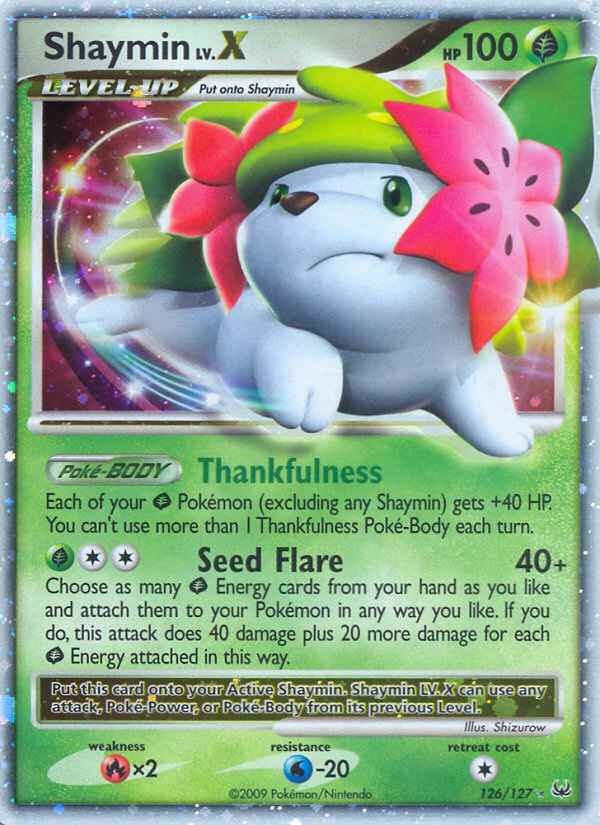 Shaymin LV.X HP100
LEVEL-UP Put onto Shaymin
Poké-BODY Thankfulness
Each of your Pokémon (excluding any Shaymin) gets +40 HP.
You can't use more than 1 Thankfulness Poké-Body each turn.
Seed Flare 40+
Choose as many Energy cards from your hand as you like
and attach them to your Pokémon in any way you like. If you
do, this attack does 40 damage plus 20 more damage for each
Energy attached in this way.
Put this card onto your Active Shaymin. Shaymin LV.X can use any
attack, Poké-Power, or Poké-Body from its previous Level.
Illus. Shizurow
weakness resistance retreat cost
×2 -20
©2009 Pokémon/Nintendo 126/127